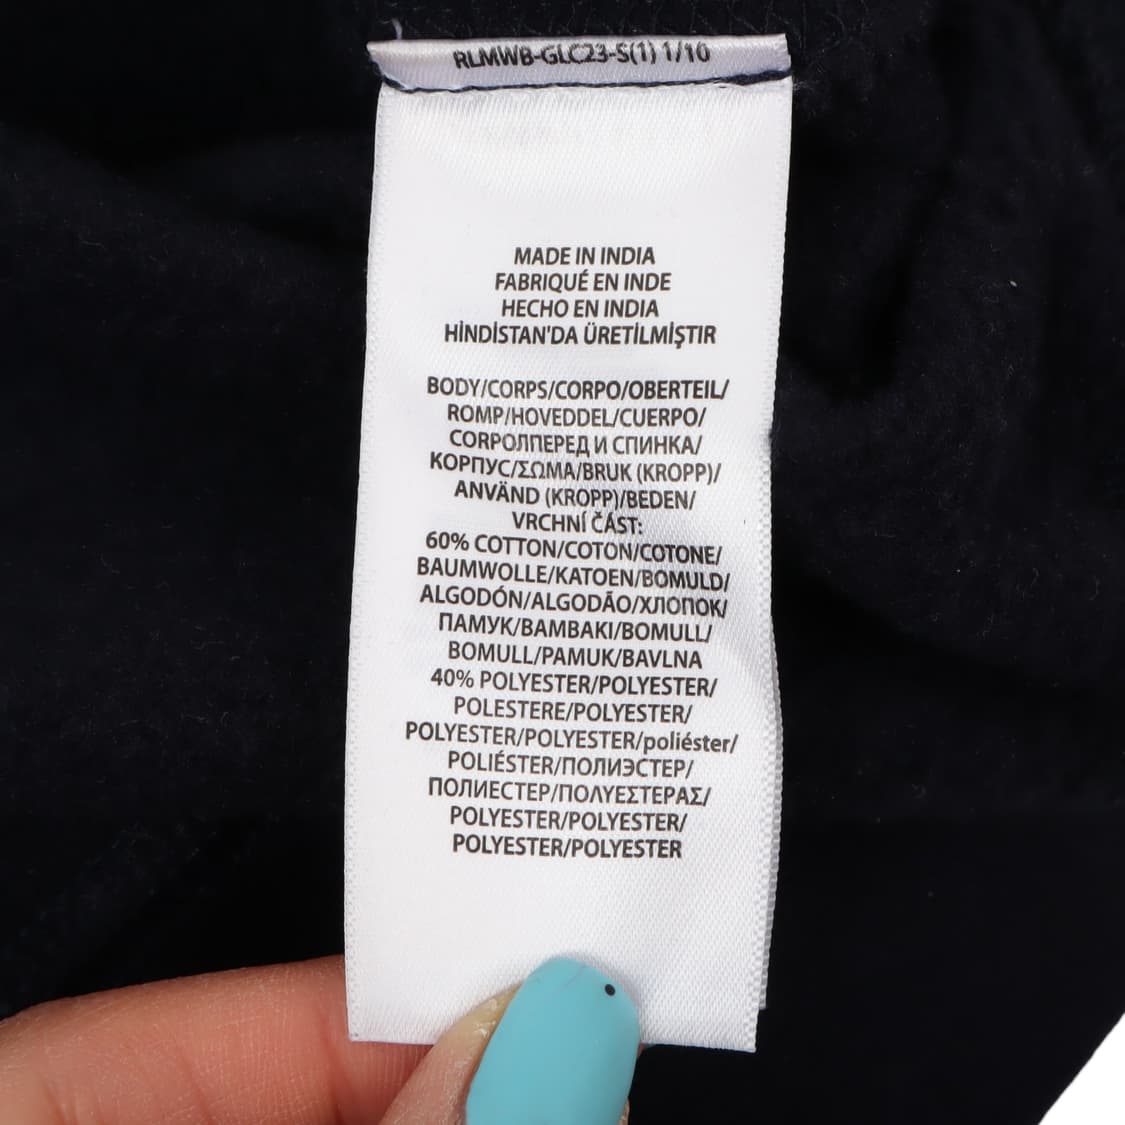 RLMWB-GLC23-S(1) 1/10
MADE IN INDIA
FABRIQUÉ EN INDE
HECHO EN INDIA
HİNDİSTAN'DA ÜRETİLMİŞTIR
BODY/CORPS/CORPO/OBERTEIL/
ROMP/HOVEDDEL/CUERPO/
CORPOЛПЕРЕД И СПИНКА/
КОРПУС/ΣΩΜΑ/BRUK (KROPP)/
ANVÄND (KROPP)/BEDEN/
VRCHNÍ ČÁST:
60% COTTON/COTON/COTONE/
BAUMWOLLE/KATOEN/BOMULD/
ALGODÓN/ALGODÃO/ХЛОПОК/
ПАМУК/ΒΑΜΒΑΚΙ/BOMULL/
BOMULL/PAMUK/BAVLNA
40% POLYESTER/POLYESTER/
POLESTERE/POLYESTER/
POLYESTER/POLYESTER/poliéster/
POLIÉSTER/ПОЛИЭСТЕР/
ПОЛИЕСТЕР/ΠΟΛΥΕΣΤΕΡΑΣ/
POLYESTER/POLYESTER/
POLYESTER/POLYESTER